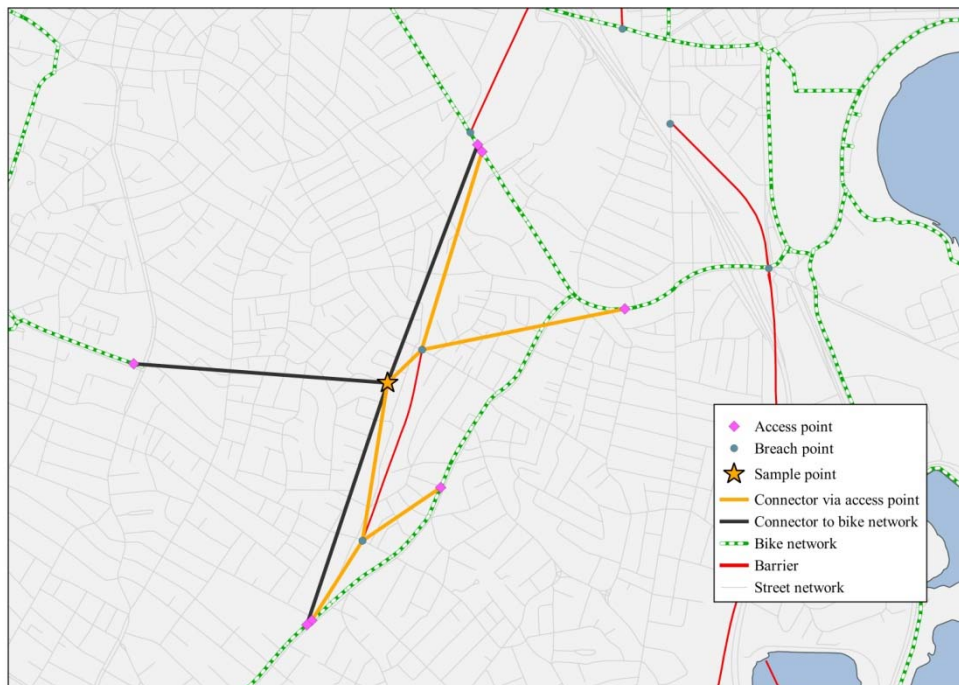 Access point
Breach point
Sample point
Connector via access point
Connector to bike network
Bike network
Barrier
Street network